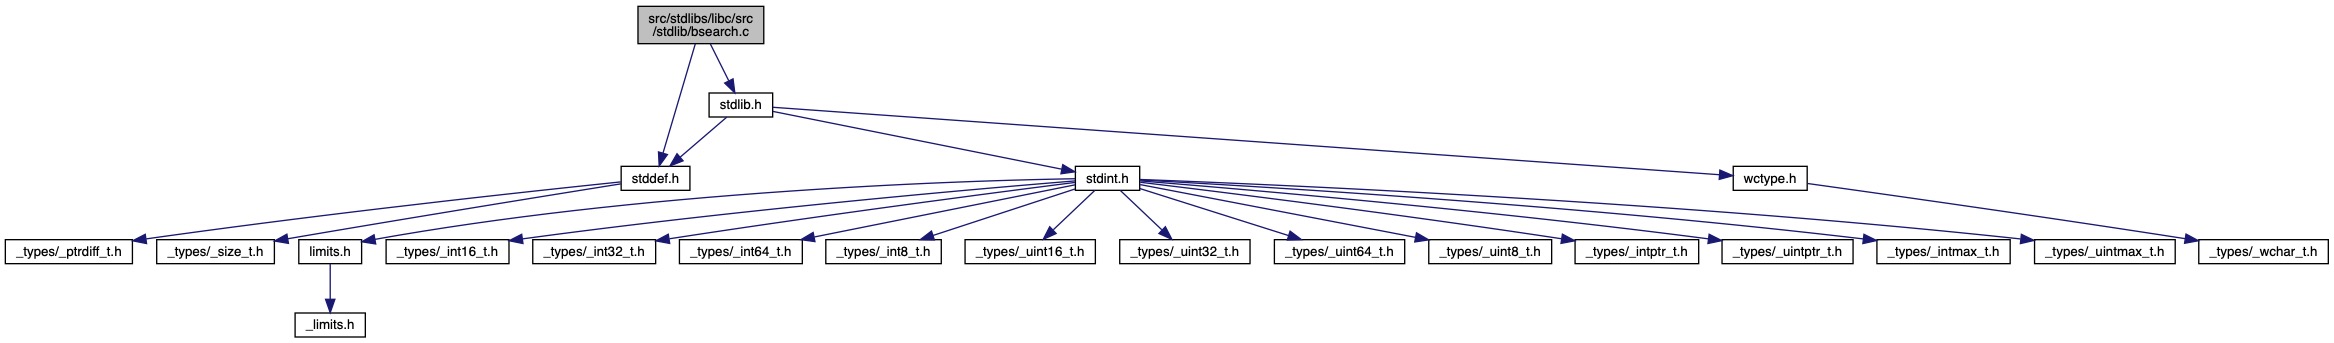 src/stdlibs/libc/src
/stdlib/bsearch.c
stdlib.h
stddef.h
stdint.h
wctype.h
_types/_ptrdiff_t.h
_types/_size_t.h
limits.h
_types/_int16_t.h
_types/_int32_t.h
_types/_int64_t.h
_types/_int8_t.h
_types/_uint16_t.h
_types/_uint32_t.h
_types/_uint64_t.h
_types/_uint8_t.h
_types/_intptr_t.h
_types/_uintptr_t.h
_types/_intmax_t.h
_types/_uintmax_t.h
_types/_wchar_t.h
_limits.h